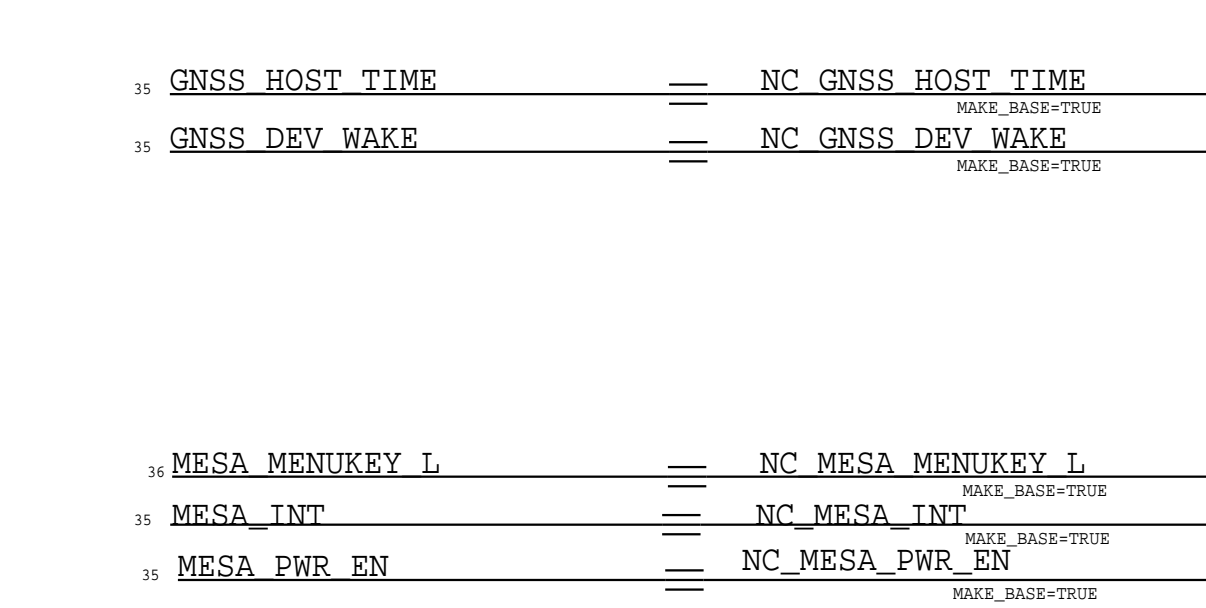 35 GNSS_HOST_TIME NC_GNSS_HOST_TIME
MAKE_BASE=TRUE
35 GNSS_DEV_WAKE NC_GNSS_DEV_WAKE
MAKE_BASE=TRUE
36 MESA_MENUKEY_L NC_MESA_MENUKEY_L
MAKE_BASE=TRUE
35 MESA_INT NC_MESA_INT
MAKE_BASE=TRUE
35 MESA_PWR_EN NC_MESA_PWR_EN
MAKE_BASE=TRUE